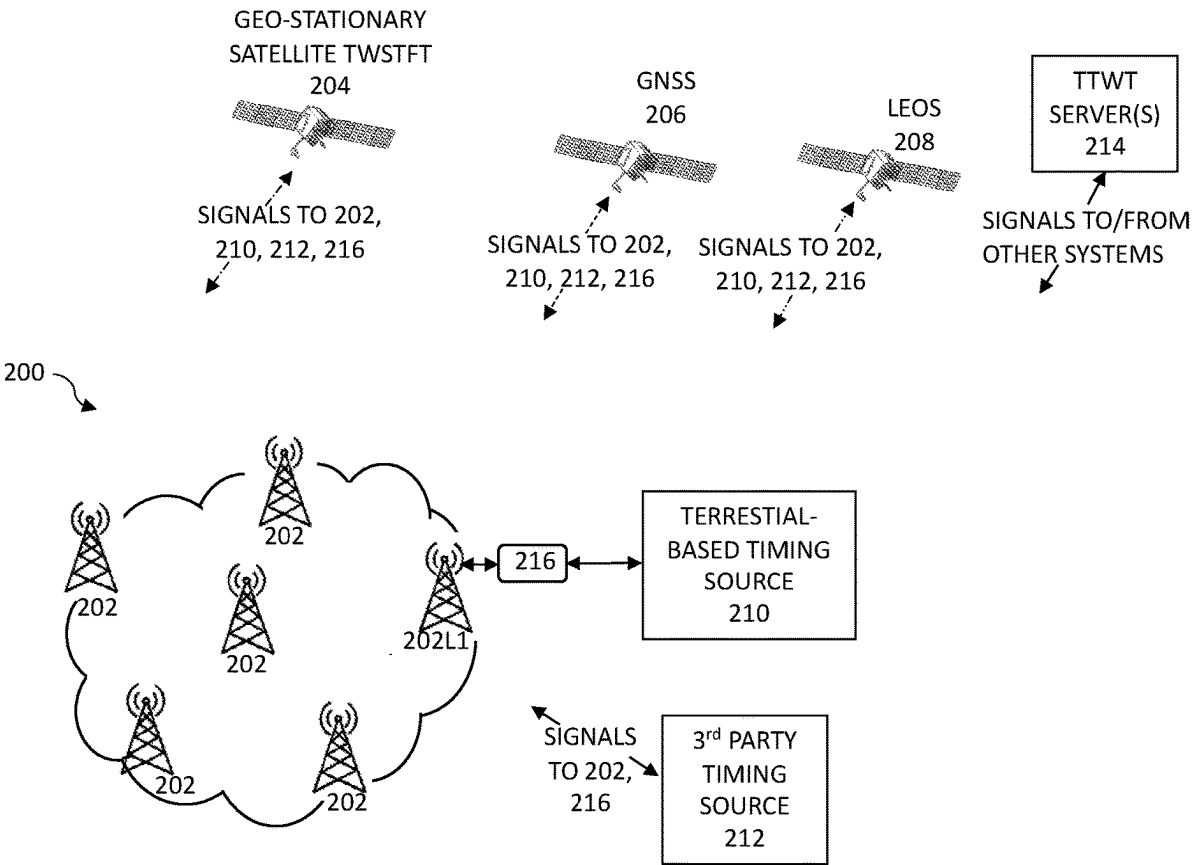 GEO-STATIONARY
SATELLITE TWSTFT
204
GNSS
206
LEOS
208
TTWT
SERVER(S)
214
SIGNALS TO 202,
210, 212, 216
SIGNALS TO 202,
210, 212, 216
SIGNALS TO 202,
210, 212, 216
SIGNALS TO/FROM
OTHER SYSTEMS
200
202
202
202
202L1
202
202
216
TERRESTIAL-
BASED TIMING
SOURCE
210
SIGNALS
TO 202,
216
3rd PARTY
TIMING
SOURCE
212